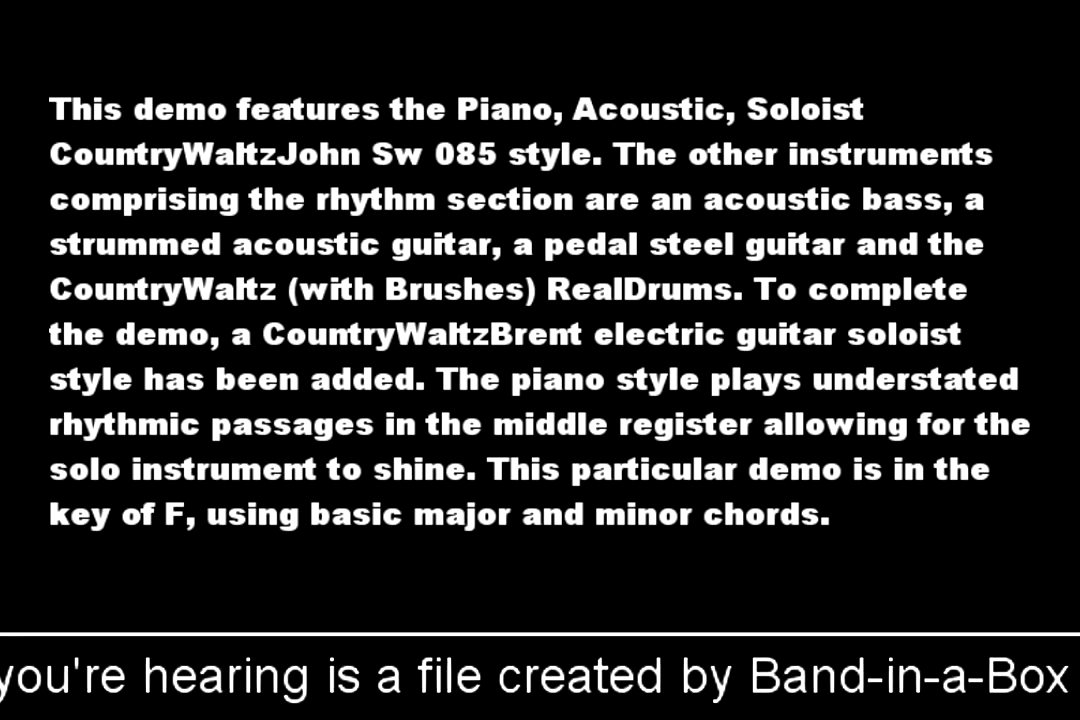 This demo features the Piano, Acoustic, Soloist
CountryWaltzJohn Sw 085 style. The other instruments
comprising the rhythm section are an acoustic bass, a
strummed acoustic guitar, a pedal steel guitar and the
CountryWaltz (with Brushes) RealDrums. To complete
the demo, a CountryWaltzBrent electric guitar soloist
style has been added. The piano style plays understated
rhythmic passages in the middle register allowing for the
solo instrument to shine. This particular demo is in the
key of F, using basic major and minor chords.
you're hearing is a file created by Band-in-a-Box